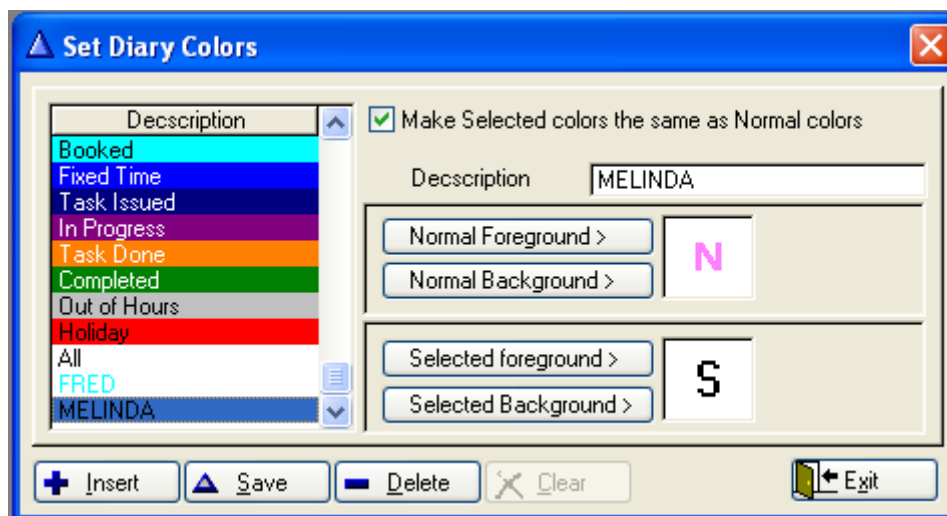 Set Diary Colors
Decscription
Booked
Fixed Time
Task Issued
In Progress
Task Done
Completed
Out of Hours
Holiday
All
FRED
MELINDA
Make Selected colors the same as Normal colors
Decscription MELINDA
Normal Foreground >
N
Normal Background >
Selected foreground >
S
Selected Background >
Insert Save Delete Clear Exit